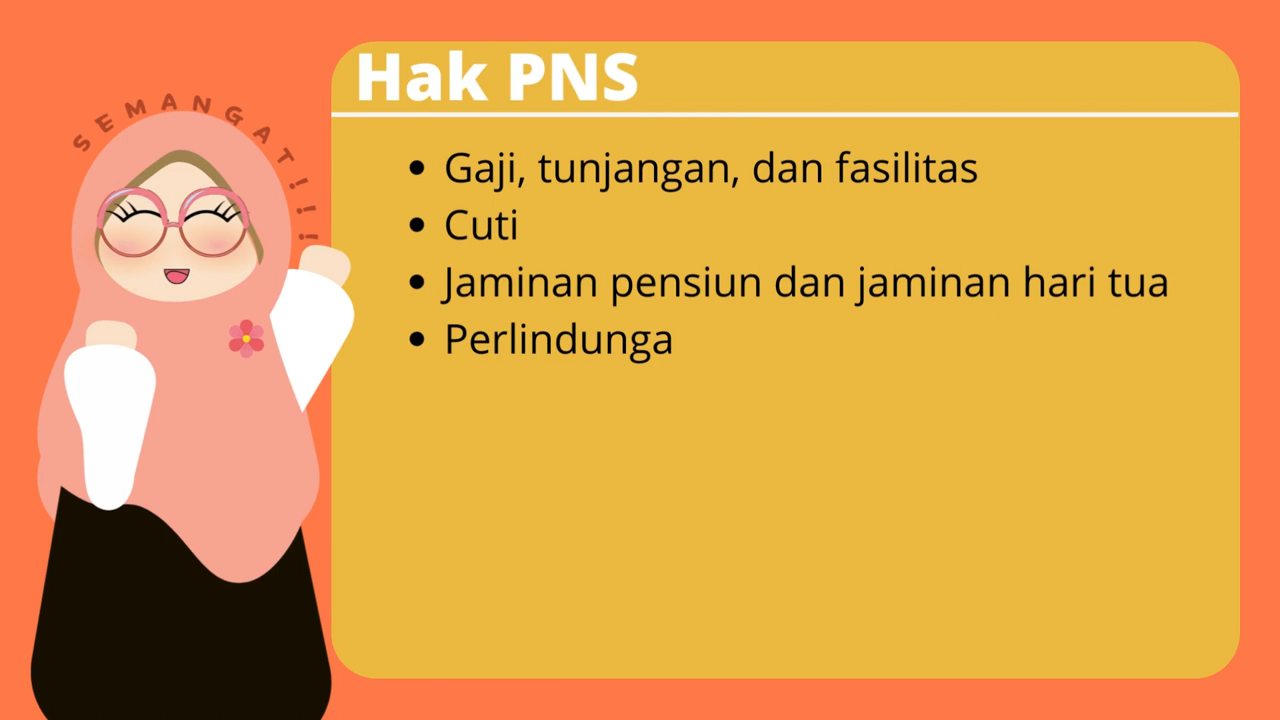 SEMANGAT!!!
Hak PNS
• Gaji, tunjangan, dan fasilitas
• Cuti
• Jaminan pensiun dan jaminan hari tua
• Perlindunga